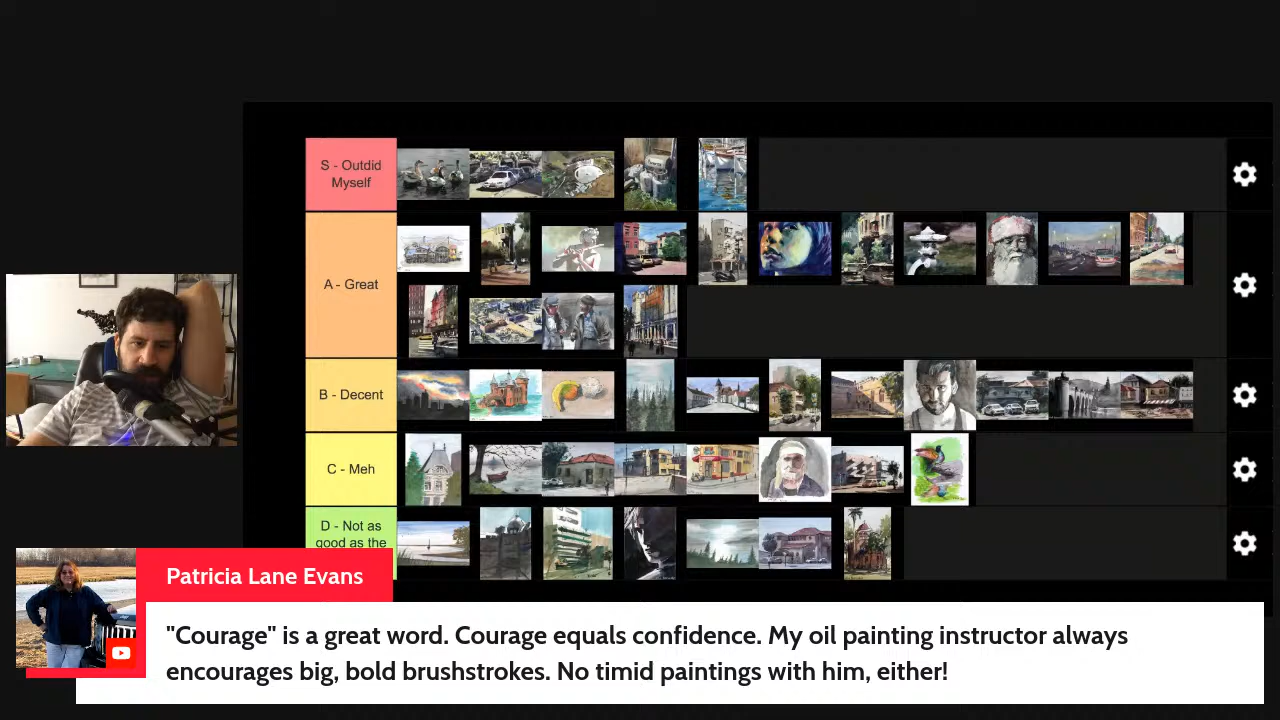 S - Outdid
Myself
A - Great
B - Decent
C - Meh
D - Not as
good as the
Patricia Lane Evans
"Courage" is a great word. Courage equals confidence. My oil painting instructor always
encourages big, bold brushstrokes. No timid paintings with him, either!